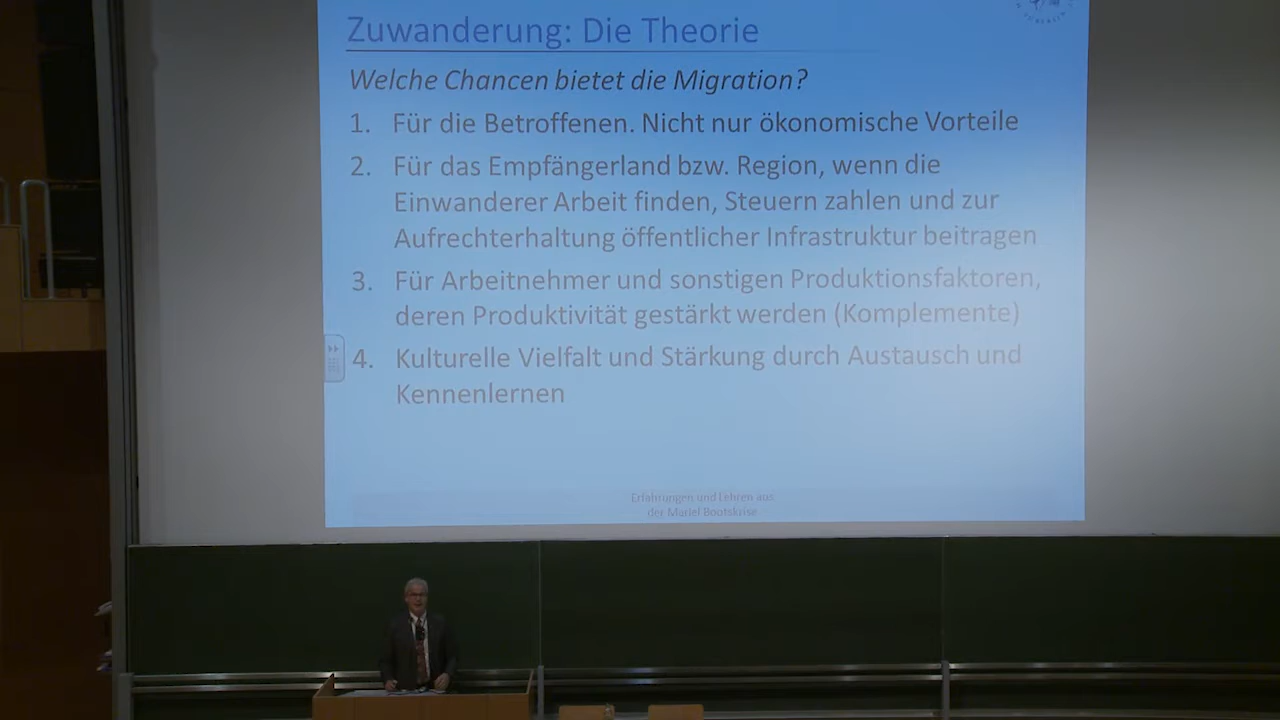 Zuwanderung: Die Theorie
Welche Chancen bietet die Migration?
1. Für die Betroffenen. Nicht nur ökonomische Vorteile
2. Für das Empfängerland bzw. Region, wenn die
Einwanderer Arbeit finden, Steuern zahlen und zur
Aufrechterhaltung öffentlicher Infrastruktur beitragen
3. Für Arbeitnehmer und sonstigen Produktionsfaktoren,
deren Produktivität gestärkt werden (Komplemente)
4. Kulturelle Vielfalt und Stärkung durch Austausch und
Kennenlernen
Erfahrungen und Lehren aus
der Mariel Bootskrise